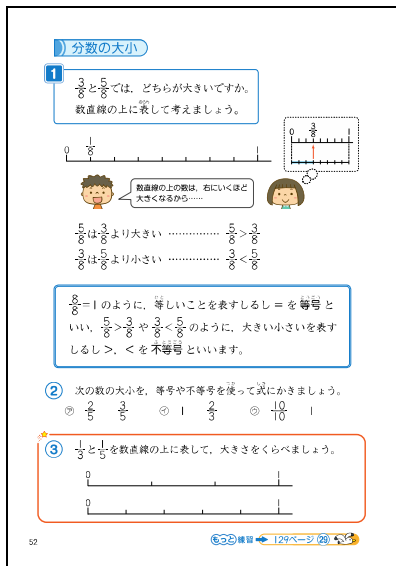 分数の大小
1
3/8と5/8では，どちらが大きいですか。
数直線の上に表して考えましょう。
あらわ
0 1/8 1
0 3/8 1
数直線の上の数は，右にいくほど
大きくなるから……
5/8は3/8より大きい …………… 5/8>3/8
3/8は5/8より小さい …………… 3/8<5/8
8/8=1のように，等しいことを表すしるし = を等号と
いい，5/8>3/8 や 3/8<5/8 のように，大きい小さいを表す
しるし >，< を不等号といいます。
2 次の数の大小を，等号や不等号を使って式にかきましょう。
㋐ 2/5 3/5 ㋑ 1 2/3 ㋒ 10/10 1
3 1/3と1/5を数直線の上に表して，大きさをくらべましょう。
0 1
0 1
52
もっと練習 ➡ 129ページ 29